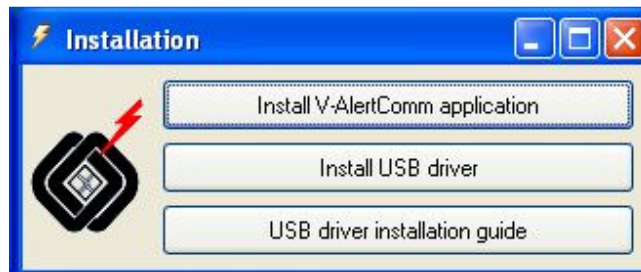 Installation
Install V-AlertComm application
Install USB driver
USB driver installation guide